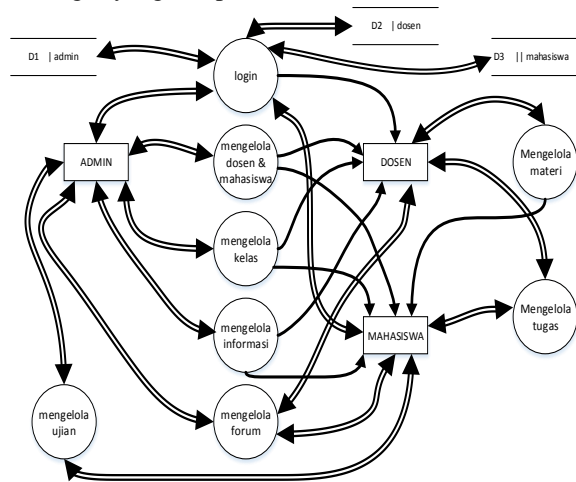 D2 | dosen
D1 | admin
D3 || mahasiswa
login
mengelola
dosen &
mahasiswa
ADMIN
DOSEN
Mengelola
materi
mengelola
kelas
mengelola
informasi
MAHASISWA
Mengelola
tugas
mengelola
ujian
mengelola
forum